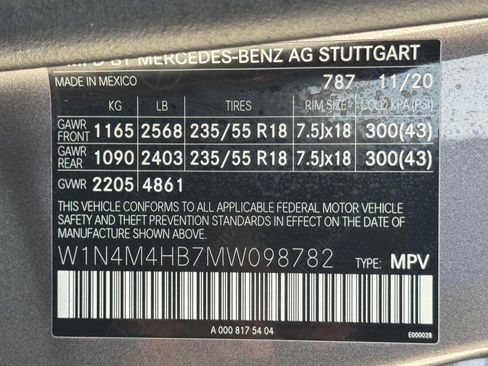 MFD BY MERCEDES-BENZ AG STUTTGART
MADE IN MEXICO 787 11/20
KG LB TIRES RIM SIZE COLD KPA(PSI)
GAWR FRONT 1165 2568 235/55 R18 7.5Jx18 300(43)
GAWR REAR 1090 2403 235/55 R18 7.5Jx18 300(43)
GVWR 2205 4861
THIS VEHICLE CONFORMS TO ALL APPLICABLE FEDERAL MOTOR VEHICLE
SAFETY AND THEFT PREVENTION STANDARDS IN EFFECT ON THE DATE OF
MANUFACTURE SHOWN ABOVE.
W1N4M4HB7MW098782 TYPE: MPV
A 000 817 54 04
E000028